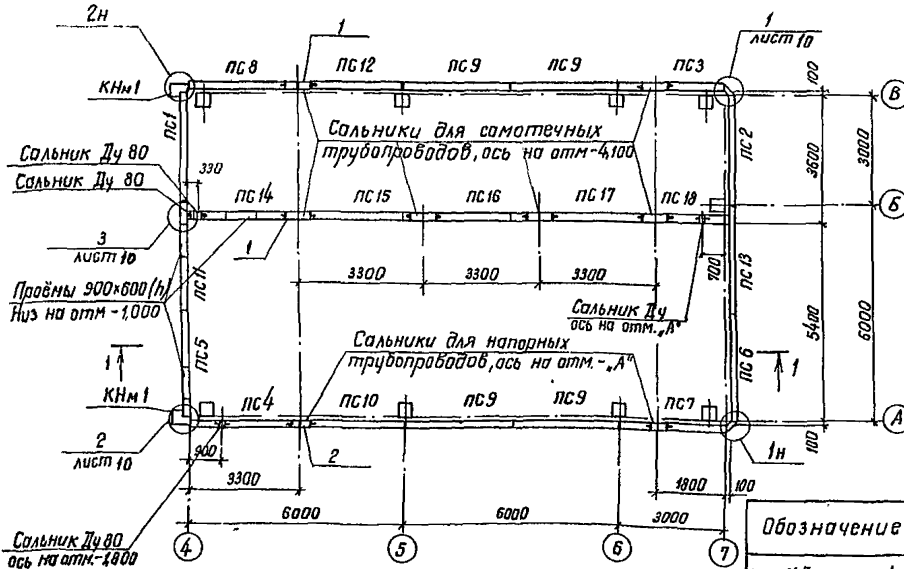 2н
1
1
лист 10
ПС 8
ПС 12
ПС 9
ПС 9
ПС 3
КНм1
100
В
ПС1
ПС 2
Сальники для самотечных
трубопроводов, ось на отм-4,100
3600
3000
Сальник Ду 80
330
Сальник Ду 80
ПС 14
ПС 15
ПС 16
ПС 17
ПС 18
Б
3
лист 10
1
3300
3300
3300
700
ПС 11
ПС 13
Проёмы 900×600(h)
Низ на отм -1,000
Сальник Ду
ось на отм. „А"
5400
6000
Сальники для напорных
трубопроводов, ось на отм.-„А"
1
ПС 5
ПС 6
1
КНм 1
ПС 4
ПС 10
ПС 9
ПС 9
ПС 7
А
2
лист 10
900
2
1н
100
3300
1800
100
6000
6000
3000
Сальник Ду 80
ось на отм.-1,800
4
5
6
7
Обозначение